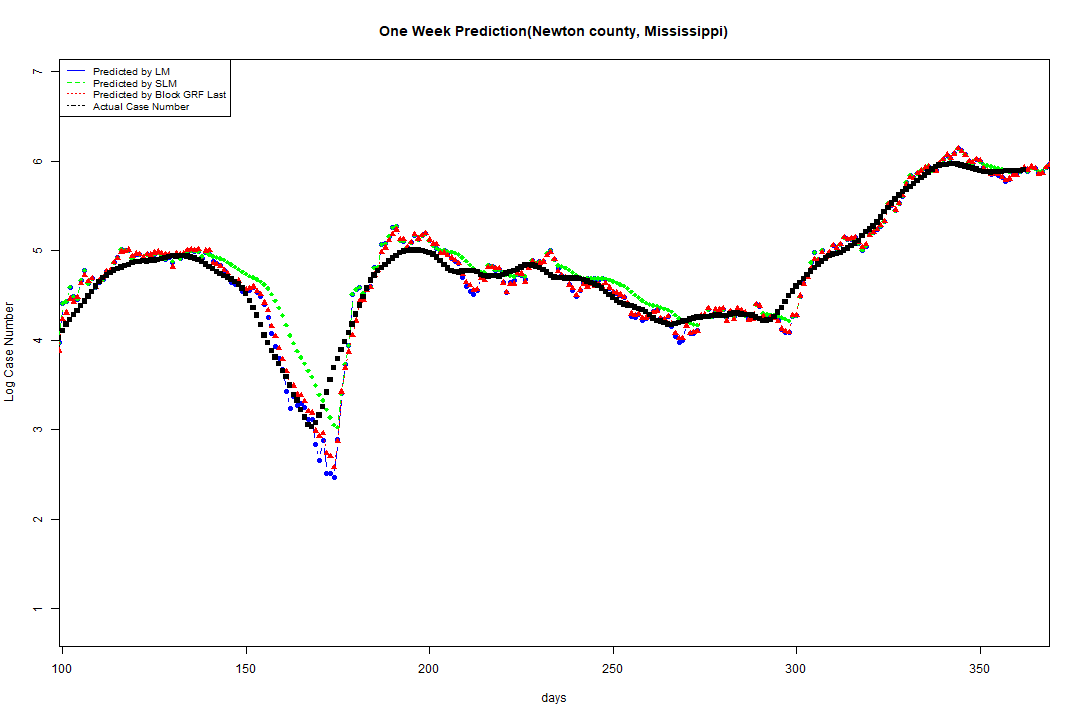 One Week Prediction(Newton county, Mississippi)
Predicted by LM
Predicted by SLM
Predicted by Block GRF Last
Actual Case Number
7
6
5
4
3
2
1
Log Case Number
100 150 200 250 300 350
days